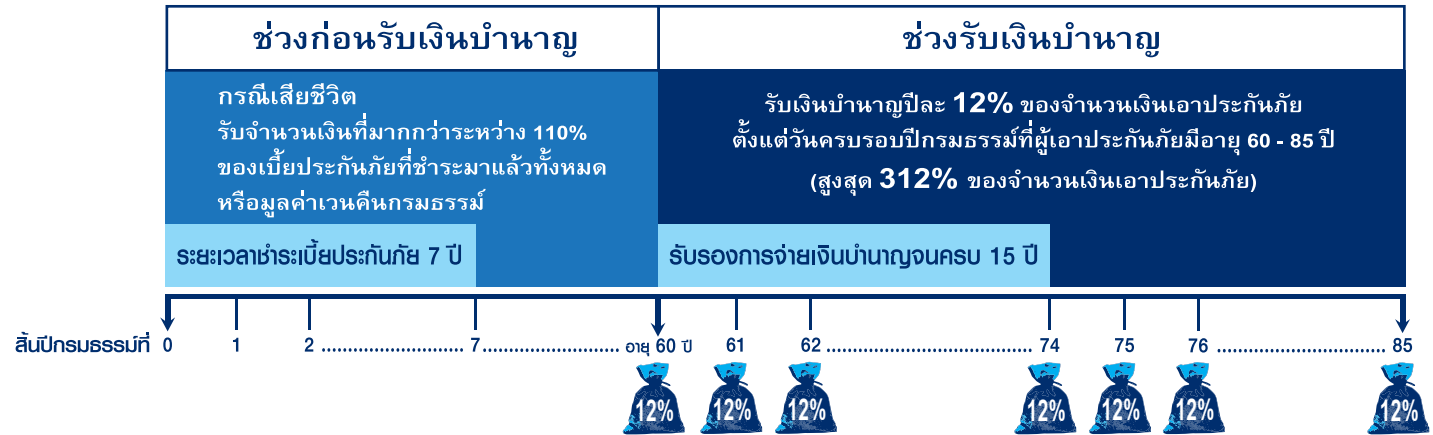 ช่วงก่อนรับเงินบำนาญ
ช่วงรับเงินบำนาญ
กรณีเสียชีวิต
รับจำนวนเงินที่มากกว่าระหว่าง 110%
ของเบี้ยประกันภัยที่ชำระมาแล้วทั้งหมด
หรือมูลค่าเวนคืนกรมธรรม์
รับเงินบำนาญปีละ 12% ของจำนวนเงินเอาประกันภัย
ตั้งแต่วันครบรอบปีกรมธรรม์ที่ผู้เอาประกันภัยมีอายุ 60 - 85 ปี
(สูงสุด 312% ของจำนวนเงินเอาประกันภัย)
ระยะเวลาชำระเบี้ยประกันภัย 7 ปี
รับรองการจ่ายเงินบำนาญจนครบ 15 ปี
สิ้นปีกรมธรรม์ที่ 0 1 2 ........................ 7 ........................ อายุ 60 ปี 61 62 ..................................... 74 75 76 ............................... 85
12% 12% 12% 12% 12% 12% 12%